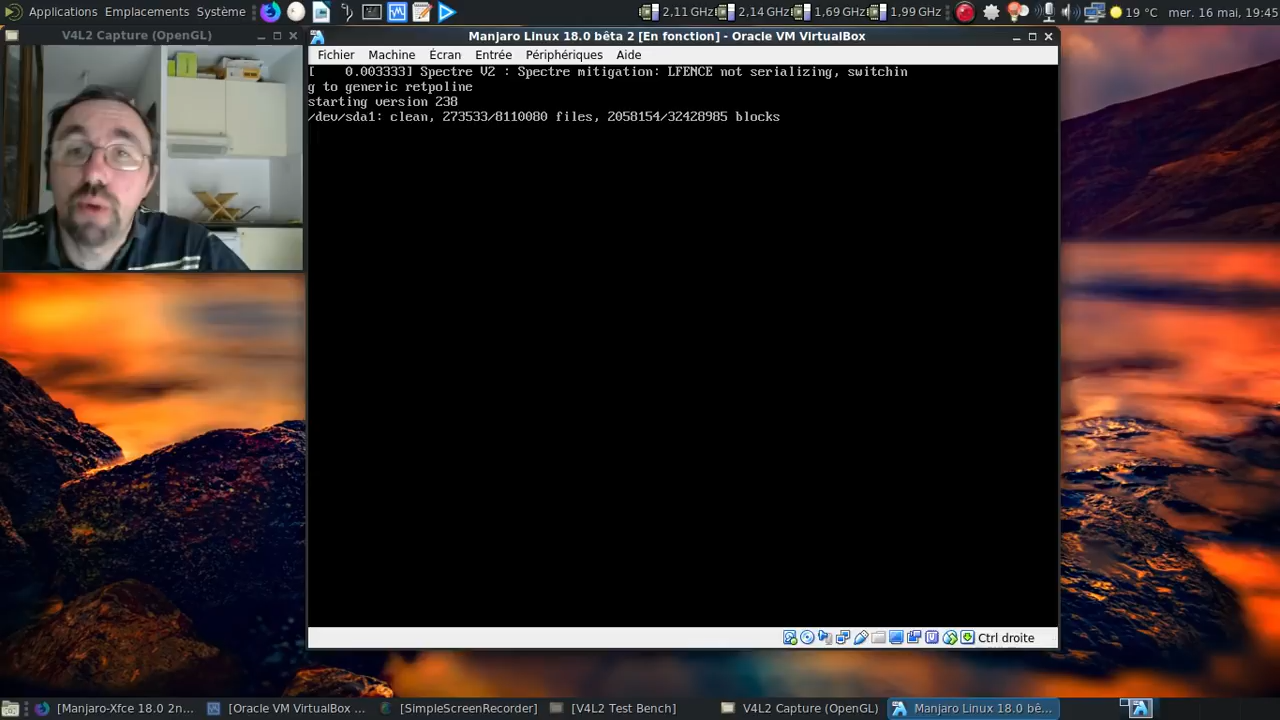 Applications Emplacements Système
2,11 GHz 2,14 GHz 1,69 GHz 1,99 GHz 19 °C mer. 16 mai, 19:45
V4L2 Capture (OpenGL)
Manjaro Linux 18.0 bêta 2 [En fonction] - Oracle VM VirtualBox
Fichier Machine Écran Entrée Périphériques Aide
[    0.003333] Spectre V2 : Spectre mitigation: LFENCE not serializing, switchin
g to generic retpoline
starting version 238
/dev/sda1: clean, 273533/8110080 files, 2058154/32428985 blocks
Ctrl droite
[Manjaro-Xfce 18.0 2n... [Oracle VM VirtualBox ... [SimpleScreenRecorder] [V4L2 Test Bench] V4L2 Capture (OpenGL) Manjaro Linux 18.0 bê...